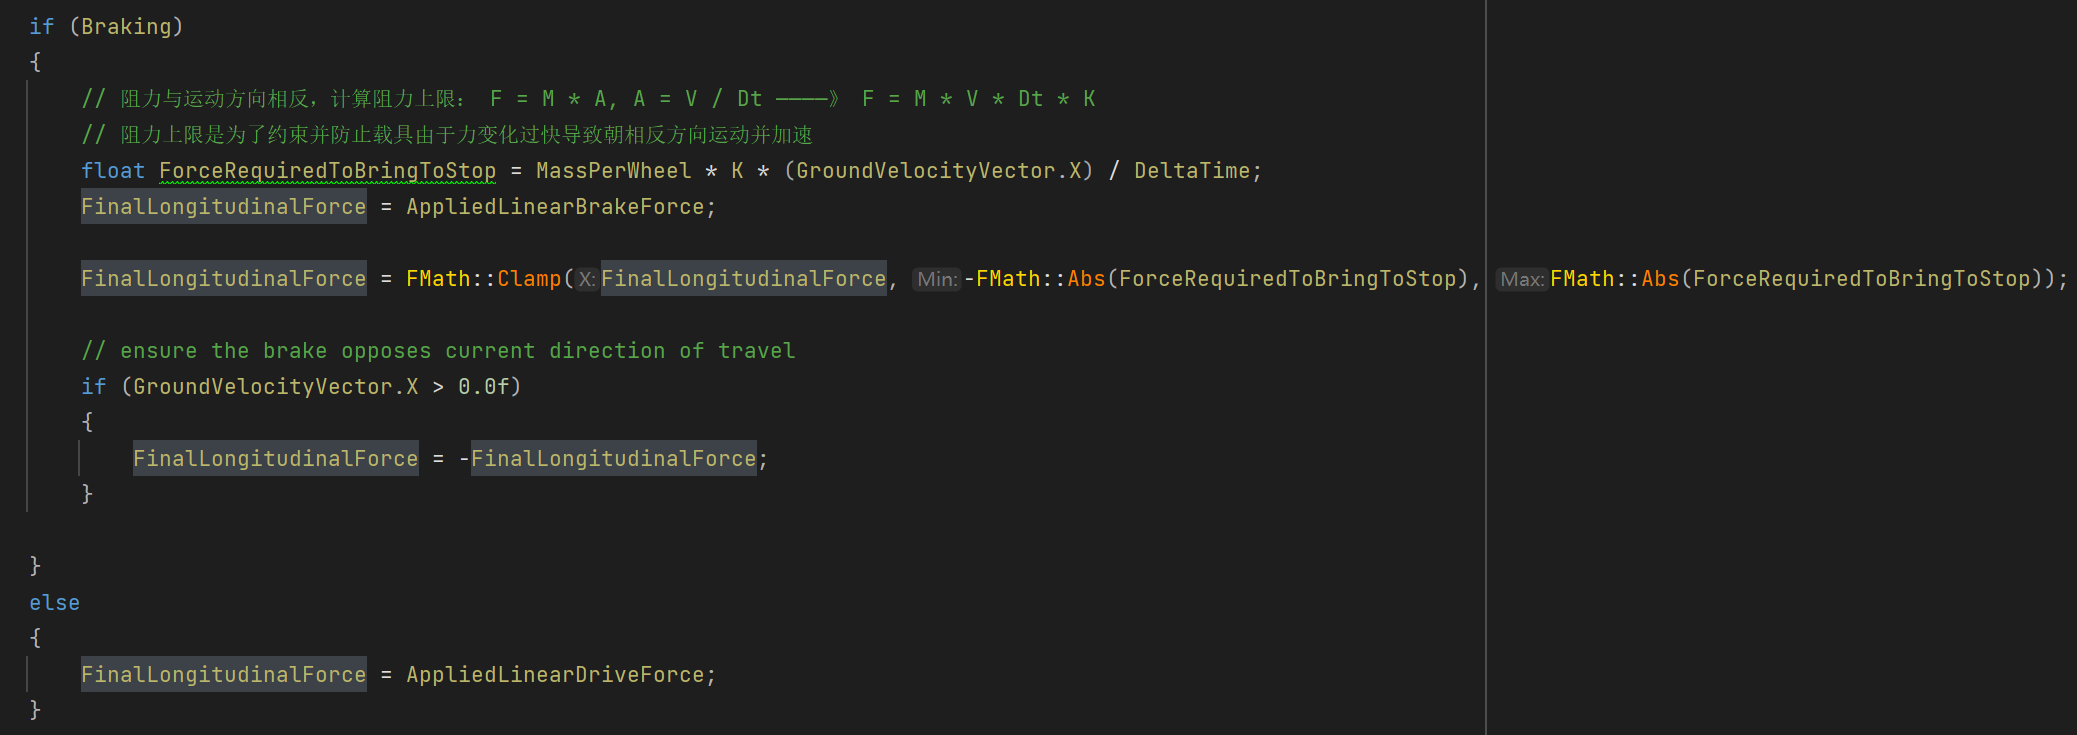 if (Braking)
{
// 阻力与运动方向相反，计算阻力上限： F = M * A, A = V / Dt ————》 F = M * V * Dt * K
// 阻力上限是为了约束并防止载具由于力变化过快导致朝相反方向运动并加速
float ForceRequiredToBringToStop = MassPerWheel * K * (GroundVelocityVector.X) / DeltaTime;
FinalLongitudinalForce = AppliedLinearBrakeForce;
FinalLongitudinalForce = FMath::Clamp(X:FinalLongitudinalForce, Min:-FMath::Abs(ForceRequiredToBringToStop), Max:FMath::Abs(ForceRequiredToBringToStop));
// ensure the brake opposes current direction of travel
if (GroundVelocityVector.X > 0.0f)
{
FinalLongitudinalForce = -FinalLongitudinalForce;
}
}
else
{
FinalLongitudinalForce = AppliedLinearDriveForce;
}